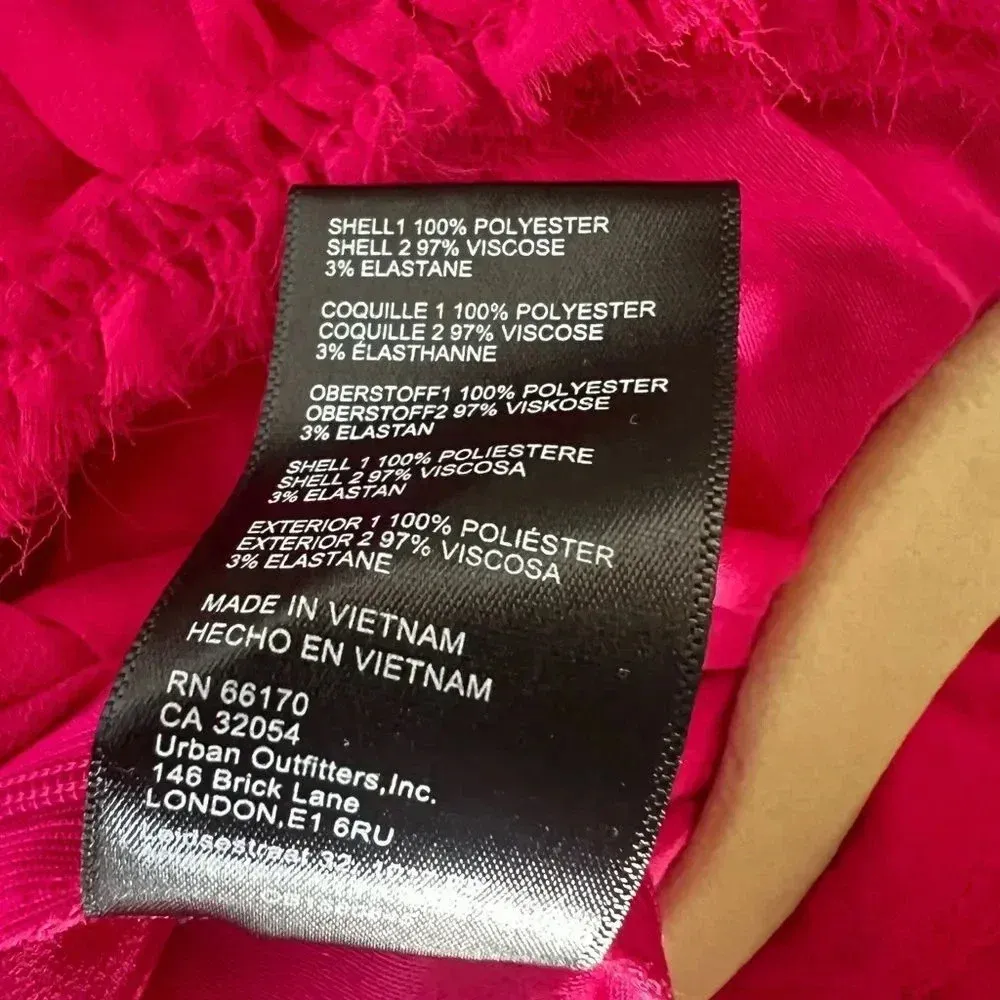 SHELL1 100% POLYESTER
SHELL 2 97% VISCOSE
3% ELASTANE
COQUILLE 1 100% POLYESTER
COQUILLE 2 97% VISCOSE
3% ÉLASTHANNE
OBERSTOFF1 100% POLYESTER
OBERSTOFF2 97% VISKOSE
3% ELASTAN
SHELL 1 100% POLIESTERE
SHELL 2 97% VISCOSA
3% ELASTAN
EXTERIOR 1 100% POLIÉSTER
EXTERIOR 2 97% VISCOSA
3% ELASTANE
MADE IN VIETNAM
HECHO EN VIETNAM
RN 66170
CA 32054
Urban Outfitters,Inc.
146 Brick Lane
LONDON,E1 6RU
Leidsestraat 32,